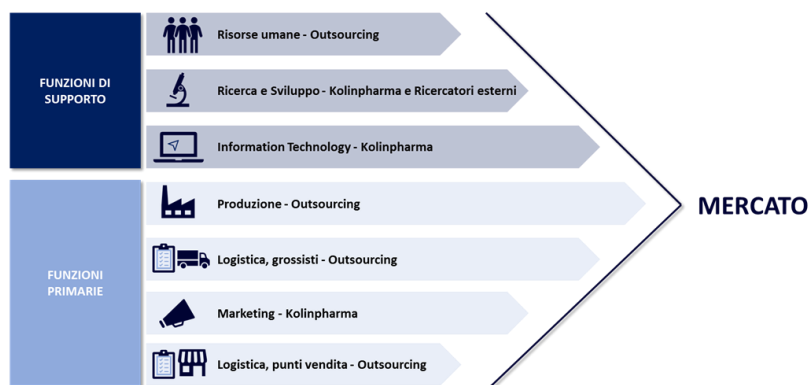 FUNZIONI DI
SUPPORTO
Risorse umane - Outsourcing
Ricerca e Sviluppo - Kolinpharma e Ricercatori esterni
Information Technology - Kolinpharma
FUNZIONI
PRIMARIE
Produzione - Outsourcing
Logistica, grossisti - Outsourcing
Marketing - Kolinpharma
Logistica, punti vendita - Outsourcing
MERCATO